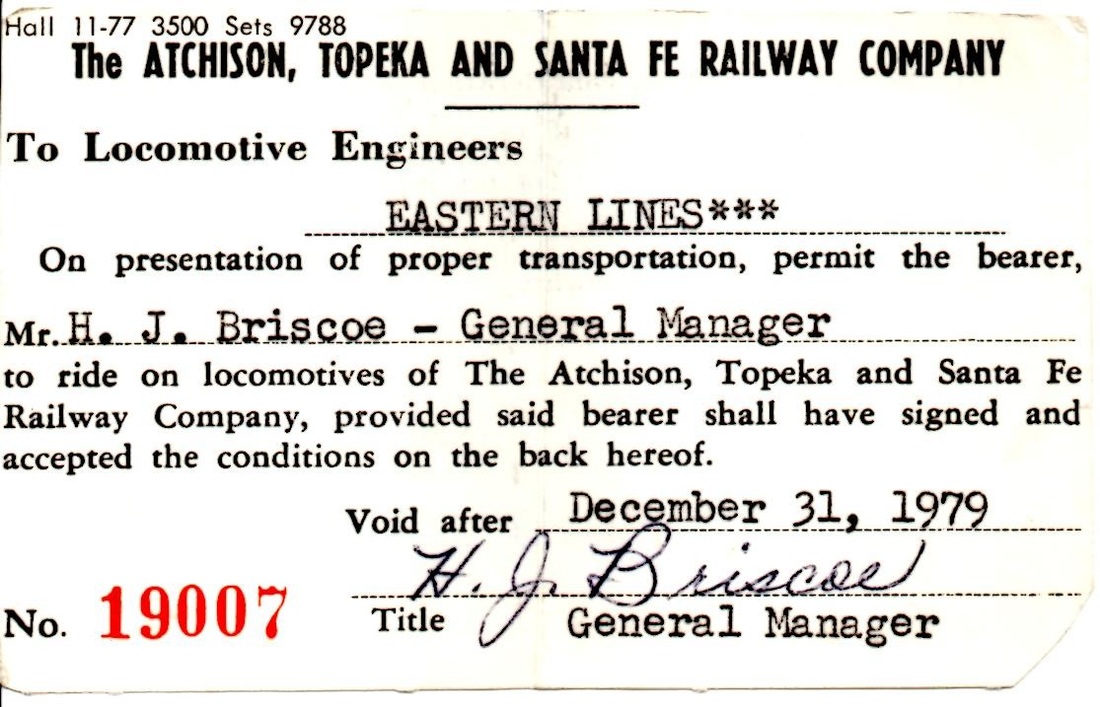 Hall 11-77 3500 Sets 9788
The ATCHISON, TOPEKA AND SANTA FE RAILWAY COMPANY
To Locomotive Engineers
EASTERN LINES***
On presentation of proper transportation, permit the bearer,
Mr. H. J. Briscoe - General Manager
to ride on locomotives of The Atchison, Topeka and Santa Fe
Railway Company, provided said bearer shall have signed and
accepted the conditions on the back hereof.
Void after December 31, 1979
H. J. Briscoe
No. 19007 Title General Manager